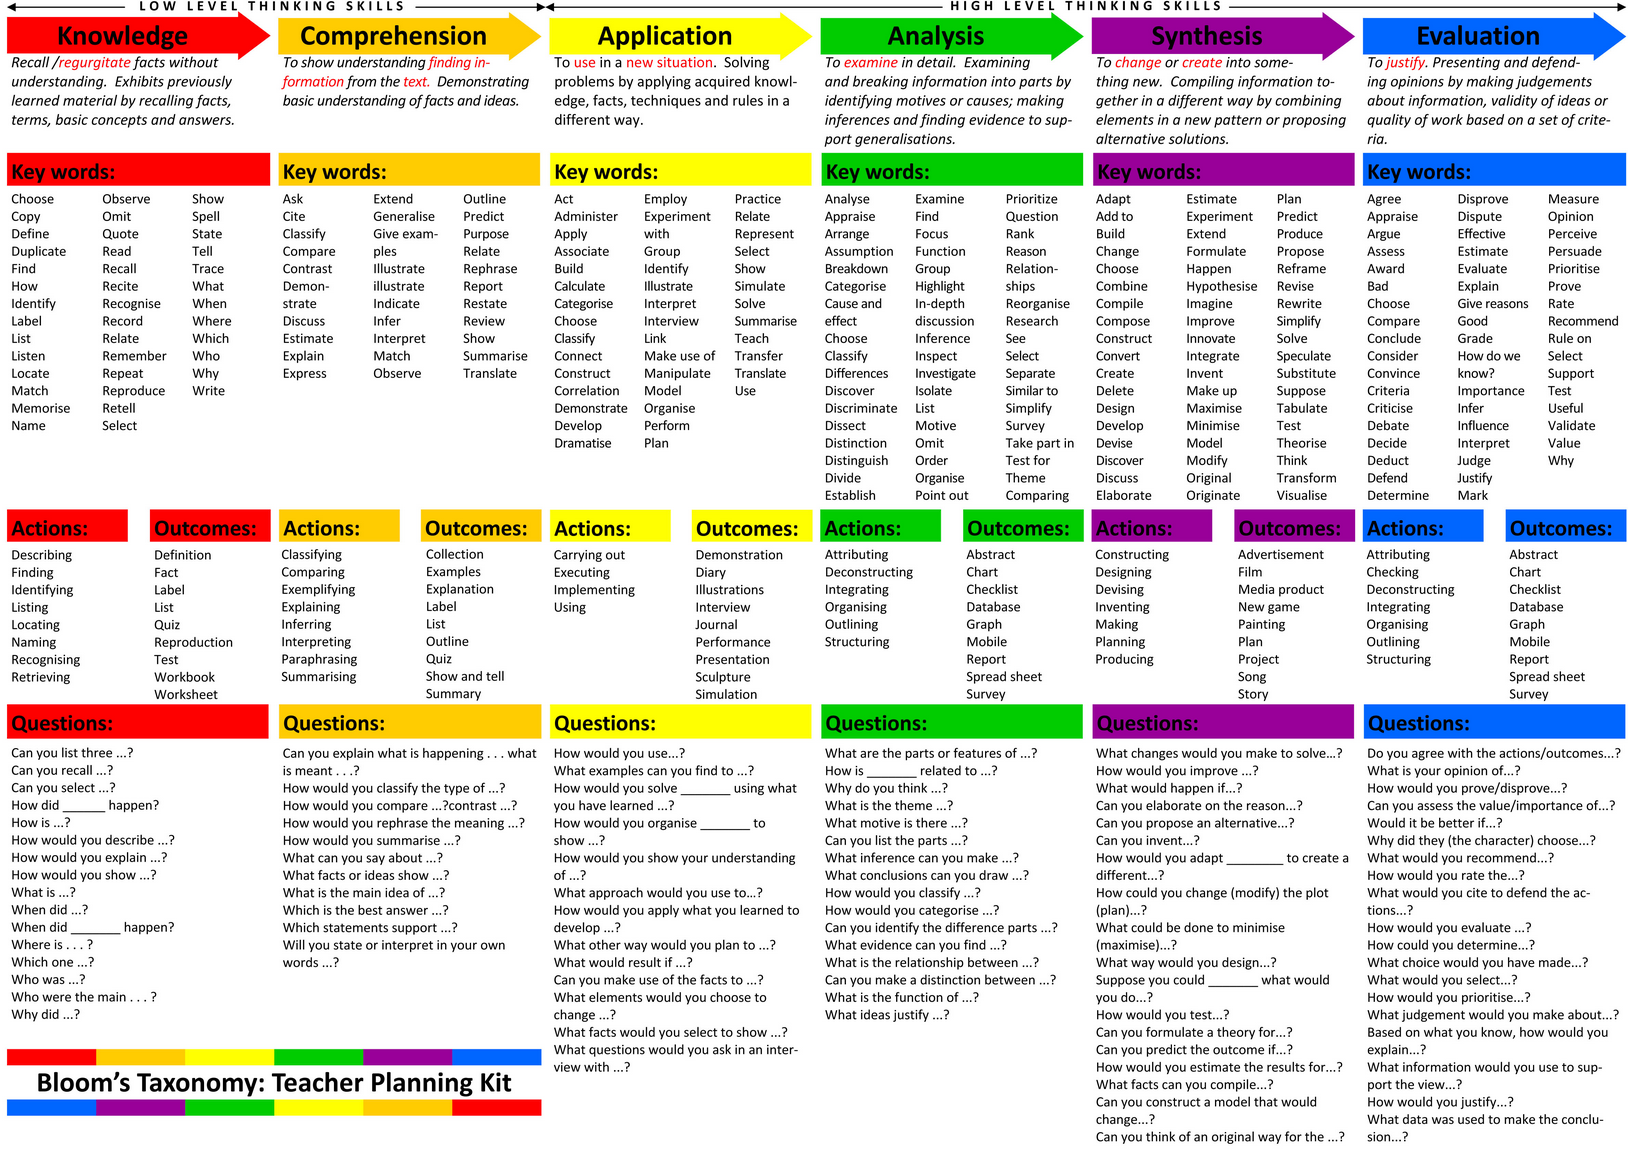 LOW LEVEL THINKING SKILLS
HIGH LEVEL THINKING SKILLS
Knowledge
Recall /regurgitate facts without
understanding. Exhibits previously
learned material by recalling facts,
terms, basic concepts and answers.
Key words:
Choose
Copy
Define
Duplicate
Find
How
Identify
Label
List
Listen
Locate
Match
Memorise
Name
Observe
Omit
Quote
Read
Recall
Recite
Recognise
Record
Relate
Remember
Repeat
Reproduce
Retell
Select
Show
Spell
State
Tell
Trace
What
When
Where
Which
Who
Why
Write
Actions:
Describing
Finding
Identifying
Listing
Locating
Naming
Recognising
Retrieving
Outcomes:
Definition
Fact
Label
List
Quiz
Reproduction
Test
Workbook
Worksheet
Questions:
Can you list three ...?
Can you recall ...?
Can you select ...?
How did ______ happen?
How is ...?
How would you describe ...?
How would you explain ...?
How would you show ...?
What is ...?
When did ...?
When did _______ happen?
Where is . . . ?
Which one ...?
Who was ...?
Who were the main . . . ?
Why did ...?
Comprehension
To show understanding finding in-
formation from the text. Demonstrating
basic understanding of facts and ideas.
Key words:
Ask
Cite
Classify
Compare
Contrast
Demon-
strate
Discuss
Estimate
Explain
Express
Extend
Generalise
Give exam-
ples
Illustrate
illustrate
Indicate
Infer
Interpret
Match
Observe
Outline
Predict
Purpose
Relate
Rephrase
Report
Restate
Review
Show
Summarise
Translate
Actions:
Classifying
Comparing
Exemplifying
Explaining
Inferring
Interpreting
Paraphrasing
Summarising
Outcomes:
Collection
Examples
Explanation
Label
List
Outline
Quiz
Show and tell
Summary
Questions:
Can you explain what is happening . . . what
is meant . . .?
How would you classify the type of ...?
How would you compare ...?contrast ...?
How would you rephrase the meaning ...?
How would you summarise ...?
What can you say about ...?
What facts or ideas show ...?
What is the main idea of ...?
Which is the best answer ...?
Which statements support ...?
Will you state or interpret in your own
words ...?
Application
To use in a new situation. Solving
problems by applying acquired knowl-
edge, facts, techniques and rules in a
different way.
Key words:
Act
Administer
Apply
Associate
Build
Calculate
Categorise
Choose
Classify
Connect
Construct
Correlation
Demonstrate
Develop
Dramatise
Employ
Experiment
with
Group
Identify
Illustrate
Interpret
Interview
Link
Make use of
Manipulate
Model
Organise
Perform
Plan
Practice
Relate
Represent
Select
Show
Simulate
Solve
Summarise
Teach
Transfer
Translate
Use
Actions:
Carrying out
Executing
Implementing
Using
Outcomes:
Demonstration
Diary
Illustrations
Interview
Journal
Performance
Presentation
Sculpture
Simulation
Questions:
How would you use...?
What examples can you find to ...?
How would you solve _______ using what
you have learned ...?
How would you organise _______ to
show ...?
How would you show your understanding
of ...?
What approach would you use to...?
How would you apply what you learned to
develop ...?
What other way would you plan to ...?
What would result if ...?
Can you make use of the facts to ...?
What elements would you choose to
change ...?
What facts would you select to show ...?
What questions would you ask in an inter-
view with ...?
Analysis
To examine in detail. Examining
and breaking information into parts by
identifying motives or causes; making
inferences and finding evidence to sup-
port generalisations.
Key words:
Analyse
Appraise
Arrange
Assumption
Breakdown
Categorise
Cause and
effect
Choose
Classify
Differences
Discover
Discriminate
Dissect
Distinction
Distinguish
Divide
Establish
Examine
Find
Focus
Function
Group
Highlight
In-depth
discussion
Inference
Inspect
Investigate
Isolate
List
Motive
Omit
Order
Organise
Point out
Prioritize
Question
Rank
Reason
Relation-
ships
Reorganise
Research
See
Select
Separate
Similar to
Simplify
Survey
Take part in
Test for
Theme
Comparing
Actions:
Attributing
Deconstructing
Integrating
Organising
Outlining
Structuring
Outcomes:
Abstract
Chart
Checklist
Database
Graph
Mobile
Report
Spread sheet
Survey
Questions:
What are the parts or features of ...?
How is _______ related to ...?
Why do you think ...?
What is the theme ...?
What motive is there ...?
Can you list the parts ...?
What inference can you make ...?
What conclusions can you draw ...?
How would you classify ...?
How would you categorise ...?
Can you identify the difference parts ...?
What evidence can you find ...?
What is the relationship between ...?
Can you make a distinction between ...?
What is the function of ...?
What ideas justify ...?
Synthesis
To change or create into some-
thing new. Compiling information to-
gether in a different way by combining
elements in a new pattern or proposing
alternative solutions.
Key words:
Adapt
Add to
Build
Change
Choose
Combine
Compile
Compose
Construct
Convert
Create
Delete
Design
Develop
Devise
Discover
Discuss
Elaborate
Estimate
Experiment
Extend
Formulate
Happen
Hypothesise
Imagine
Improve
Innovate
Integrate
Invent
Make up
Maximise
Minimise
Model
Modify
Original
Originate
Plan
Predict
Produce
Propose
Reframe
Revise
Rewrite
Simplify
Solve
Speculate
Substitute
Suppose
Tabulate
Test
Theorise
Think
Transform
Visualise
Actions:
Constructing
Designing
Devising
Inventing
Making
Planning
Producing
Outcomes:
Advertisement
Film
Media product
New game
Painting
Plan
Project
Song
Story
Questions:
What changes would you make to solve...?
How would you improve ...?
What would happen if...?
Can you elaborate on the reason...?
Can you propose an alternative...?
Can you invent...?
How would you adapt ________ to create a
different...?
How could you change (modify) the plot
(plan)...?
What could be done to minimise
(maximise)...?
What way would you design...?
Suppose you could _______ what would
you do...?
How would you test...?
Can you formulate a theory for...?
Can you predict the outcome if...?
How would you estimate the results for...?
What facts can you compile...?
Can you construct a model that would
change...?
Can you think of an original way for the ...?
Evaluation
To justify. Presenting and defend-
ing opinions by making judgements
about information, validity of ideas or
quality of work based on a set of crite-
ria.
Key words:
Agree
Appraise
Argue
Assess
Award
Bad
Choose
Compare
Conclude
Consider
Convince
Criteria
Criticise
Debate
Decide
Deduct
Defend
Determine
Disprove
Dispute
Effective
Estimate
Evaluate
Explain
Give reasons
Good
Grade
How do we
know?
Importance
Infer
Influence
Interpret
Judge
Justify
Mark
Measure
Opinion
Perceive
Persuade
Prioritise
Prove
Rate
Recommend
Rule on
Select
Support
Test
Useful
Validate
Value
Why
Actions:
Attributing
Checking
Deconstructing
Integrating
Organising
Outlining
Structuring
Outcomes:
Abstract
Chart
Checklist
Database
Graph
Mobile
Report
Spread sheet
Survey
Questions:
Do you agree with the actions/outcomes...?
What is your opinion of...?
How would you prove/disprove...?
Can you assess the value/importance of...?
Would it be better if...?
Why did they (the character) choose...?
What would you recommend...?
How would you rate the...?
What would you cite to defend the ac-
tions...?
How would you evaluate ...?
How could you determine...?
What choice would you have made...?
What would you select...?
How would you prioritise...?
What judgement would you make about...?
Based on what you know, how would you
explain...?
What information would you use to sup-
port the view...?
How would you justify...?
What data was used to make the conclu-
sion...?
Bloom's Taxonomy: Teacher Planning Kit